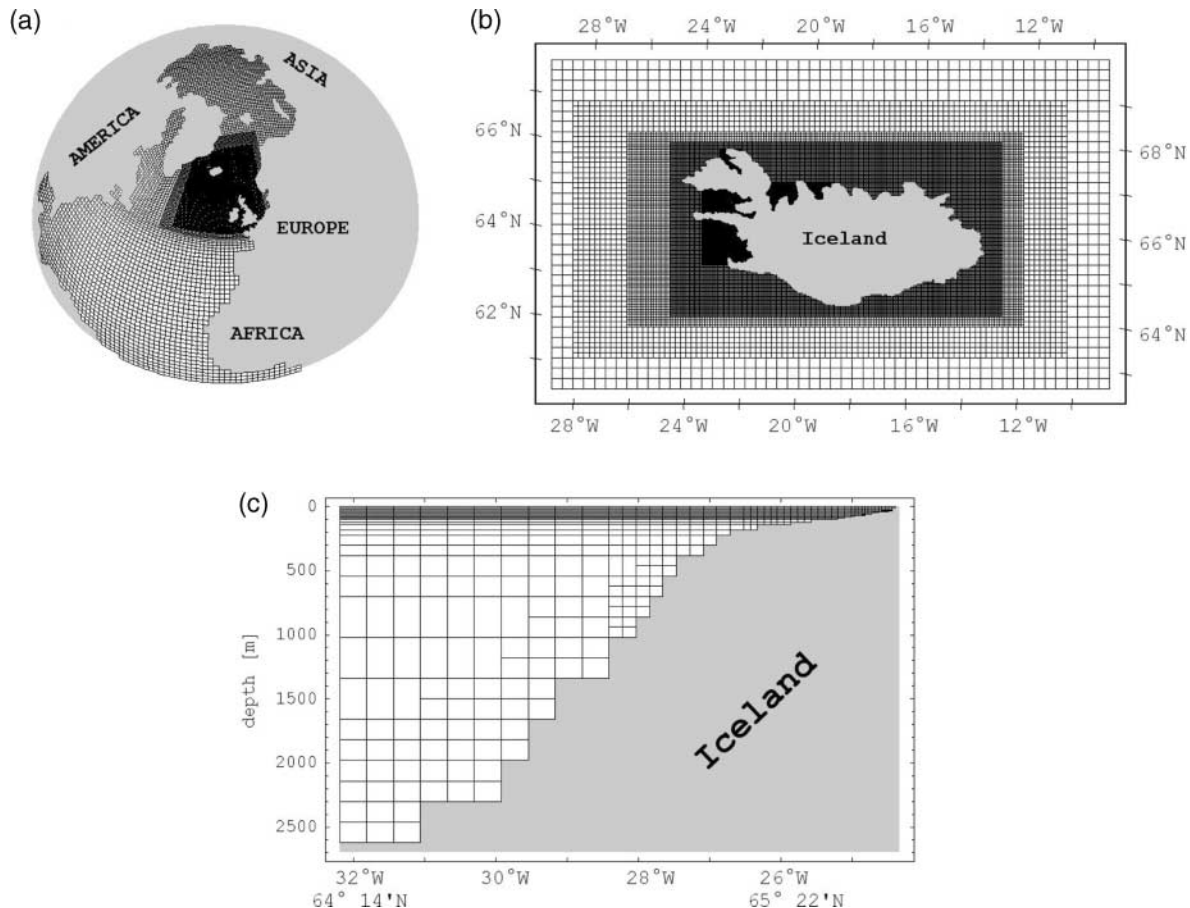 (a)
ASIA
AMERICA
EUROPE
AFRICA
(b)
28°W 24°W 20°W 16°W 12°W
66°N
64°N
62°N
68°N
66°N
64°N
Iceland
28°W 24°W 20°W 16°W 12°W
(c)
0
500
1000
1500
2000
2500
depth [m]
Iceland
32°W 30°W 28°W 26°W
64° 14'N 65° 22'N